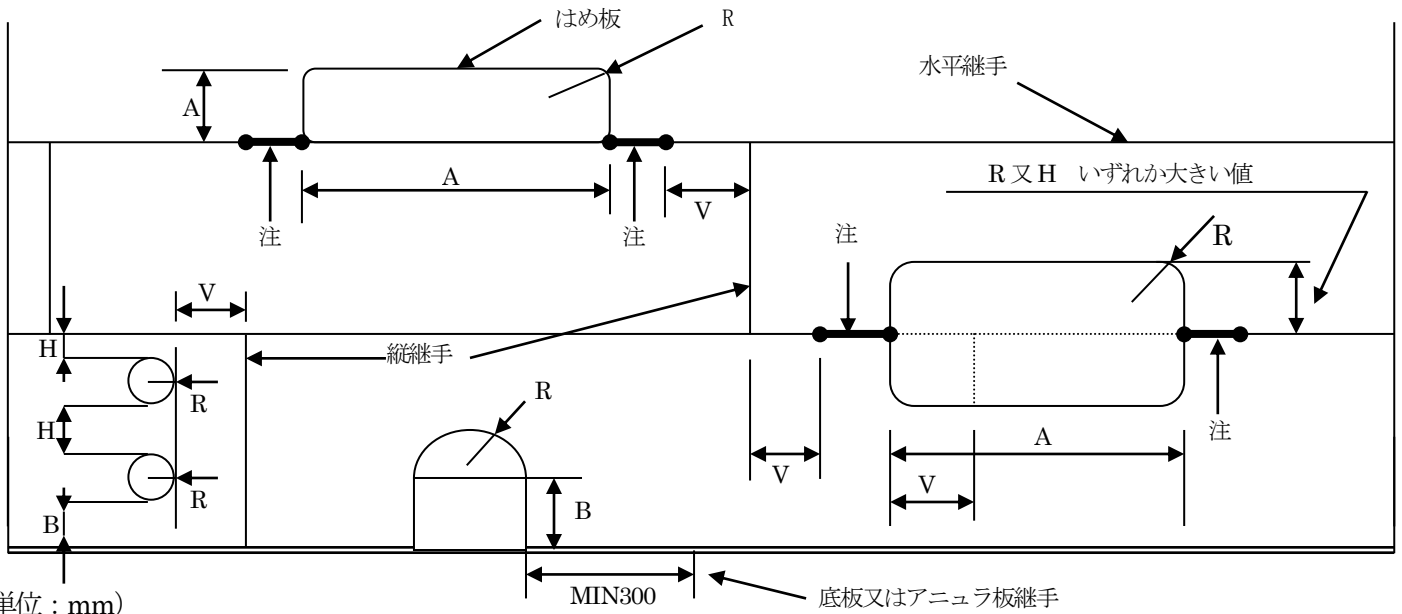 はめ板
R
水平継手
A
R又H いずれか大きい値
A
V
注
注
注
R
V
H
縦継手
R
R
H
A
注
V
V
R
B
B
MIN300
底板又はアニュラ板継手
単位:mm)